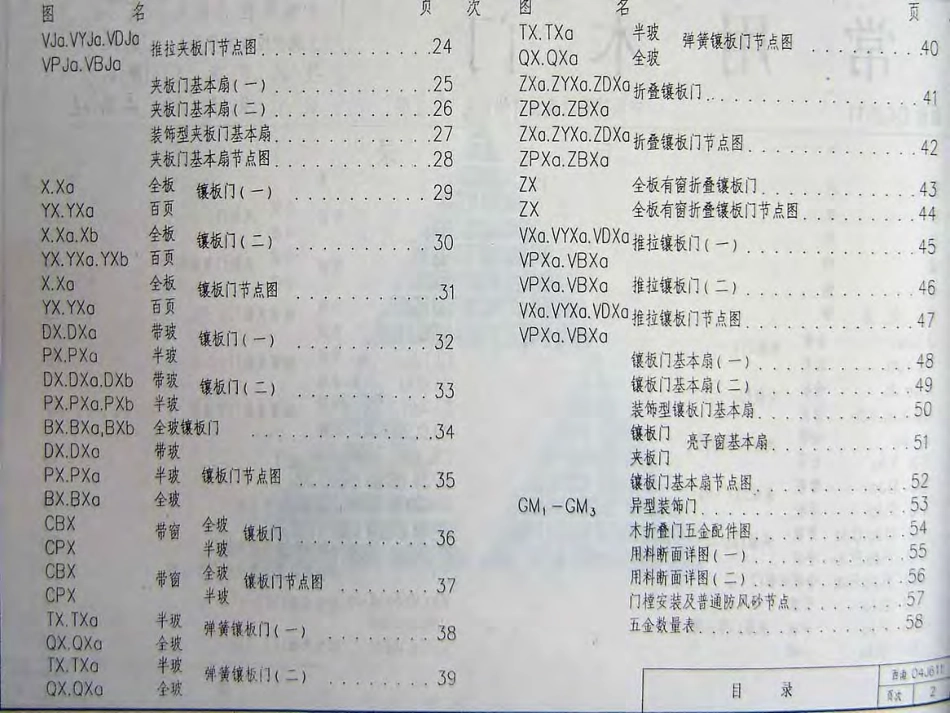 图 名 页 次
VJa.VYJa.VDJa 推拉夹板门节点图 24
VPJa.VBJa
夹板门基本扇(一) 25
夹板门基本扇(二) 26
装饰型夹板门基本扇 27
夹板门基本扇节点图 28
X.Xa 全板 镶板门(一) 29
YX.YXa 百页
X.Xa.Xb 全板 镶板门(二) 30
YX.YXa.YXb 百页
X.Xa 全板 镶板门节点图 31
YX.YXa 百页
DX.DXa 带玻 镶板门(一) 32
PX.PXa 半玻
DX.DXa.DXb 带玻 镶板门(二) 33
PX.PXa.PXb 半玻
BX.BXa,BXb 全玻镶板门 34
DX.DXa 带玻
PX.PXa 半玻 镶板门节点图 35
BX.BXa 全玻
CBX 带窗 全玻 镶板门 36
CPX 半玻
CBX 带窗 全玻 镶板门节点图 37
CPX 半玻
TX.TXa 半玻 弹簧镶板门(一) 38
QX.QXa 全玻
TX.TXa 半玻 弹簧镶板门(二) 39
QX.QXa 全玻
图 名 页
TX.TXa 半玻 弹簧镶板门节点图 40
QX.QXa 全玻
ZXa.ZYXa.ZDXa 折叠镶板门 41
ZPXa.ZBXa
ZXa.ZYXa.ZDXa 折叠镶板门节点图 42
ZPXa.ZBXa
ZX 全板有窗折叠镶板门 43
ZX 全板有窗折叠镶板门节点图 44
VXa.VYXa.VDXa 推拉镶板门(一) 45
VPXa.VBXa
VPXa.VBXa 推拉镶板门(二) 46
VXa.VYXa.VDXa 推拉镶板门节点图 47
VPXa.VBXa
镶板门基本扇(一) 48
镶板门基本扇(二) 49
装饰型镶板门基本扇 50
镶板门 亮子窗基本扇 51
夹板门
镶板门基本扇节点图 52
GM₁-GM₃ 异型装饰门 53
木折叠门五金配件图 54
用料断面详图(一) 55
用料断面详图(二) 56
门樘安装及普通防风砂节点 57
五金数量表 58
目 录
西南 04J611
页次 2